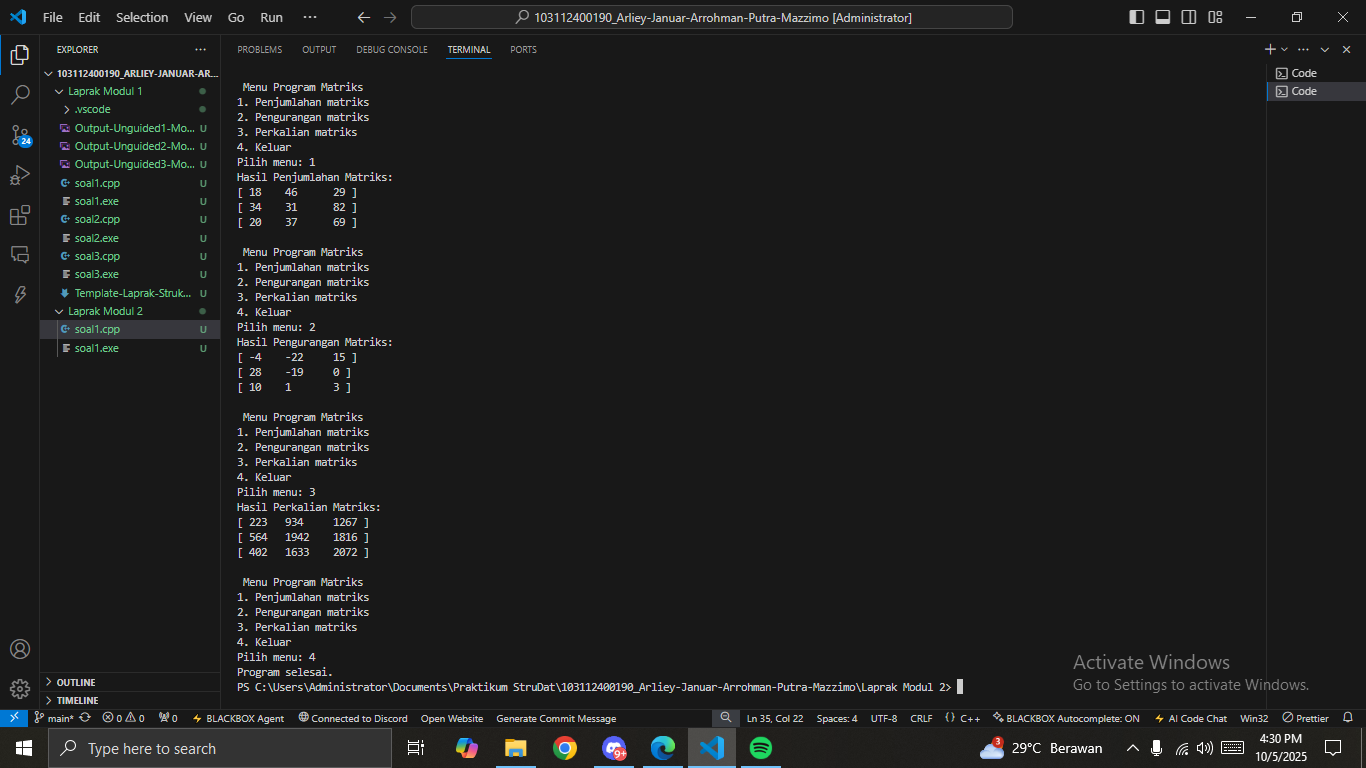 File Edit Selection View Go Run ···
103112400190_Arliey-Januar-Arrohman-Putra-Mazzimo [Administrator]
EXPLORER ···
103112400190_ARLIEY-JANUAR-AR...
Laprak Modul 1
.vscode
Output-Unguided1-Mo... U
Output-Unguided2-Mo... U
Output-Unguided3-Mo... U
soal1.cpp U
soal1.exe U
soal2.cpp U
soal2.exe U
soal3.cpp U
soal3.exe U
Template-Laprak-Struk... U
Laprak Modul 2
soal1.cpp U
soal1.exe U
OUTLINE
TIMELINE
24
PROBLEMS OUTPUT DEBUG CONSOLE TERMINAL PORTS
Code
Code
Menu Program Matriks
1. Penjumlahan matriks
2. Pengurangan matriks
3. Perkalian matriks
4. Keluar
Pilih menu: 1
Hasil Penjumlahan Matriks:
[ 18 46 29 ]
[ 34 31 82 ]
[ 20 37 69 ]
Menu Program Matriks
1. Penjumlahan matriks
2. Pengurangan matriks
3. Perkalian matriks
4. Keluar
Pilih menu: 2
Hasil Pengurangan Matriks:
[ -4 -22 15 ]
[ 28 -19 0 ]
[ 10 1 3 ]
Menu Program Matriks
1. Penjumlahan matriks
2. Pengurangan matriks
3. Perkalian matriks
4. Keluar
Pilih menu: 3
Hasil Perkalian Matriks:
[ 223 934 1267 ]
[ 564 1942 1816 ]
[ 402 1633 2072 ]
Menu Program Matriks
1. Penjumlahan matriks
2. Pengurangan matriks
3. Perkalian matriks
4. Keluar
Pilih menu: 4
Program selesai.
PS C:\Users\Administrator\Documents\Praktikum StruDat\103112400190_Arliey-Januar-Arrohman-Putra-Mazzimo\Laprak Modul 2>
Activate Windows
Go to Settings to activate Windows.
main* 0 0 0 BLACKBOX Agent Connected to Discord Open Website Generate Commit Message Ln 35, Col 22 Spaces: 4 UTF-8 CRLF {} C++ BLACKBOX Autocomplete: ON AI Code Chat Win32 Prettier
Type here to search 9+ 3 29°C Berawan 4:30 PM
10/5/2025